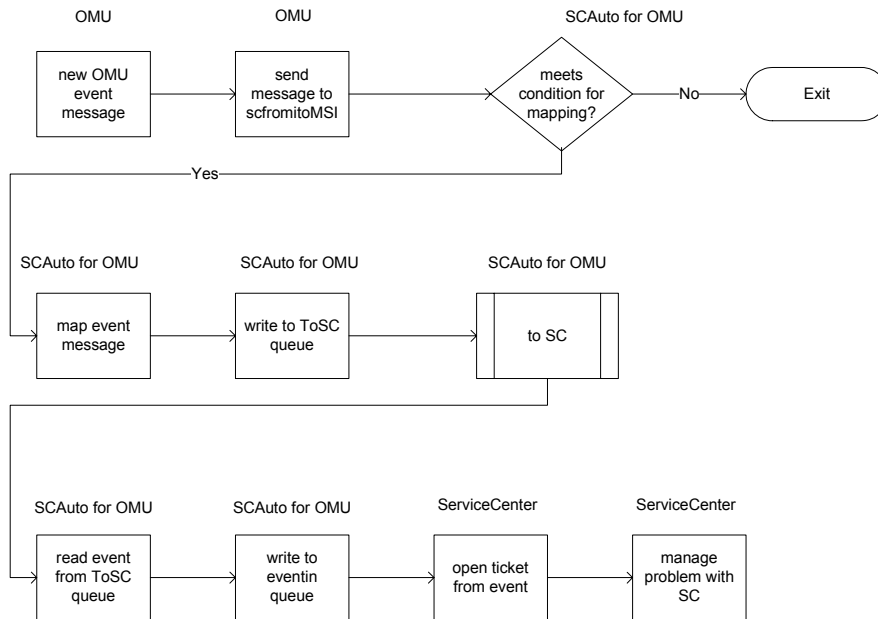 OMU
OMU
SCAuto for OMU
new OMU
event
message
send
message to
scfromitoMSI
meets
condition for
mapping?
No
Exit
Yes
SCAuto for OMU
SCAuto for OMU
SCAuto for OMU
map event
message
write to ToSC
queue
to SC
SCAuto for OMU
SCAuto for OMU
ServiceCenter
ServiceCenter
read event
from ToSC
queue
write to
eventin
queue
open ticket
from event
manage
problem with
SC